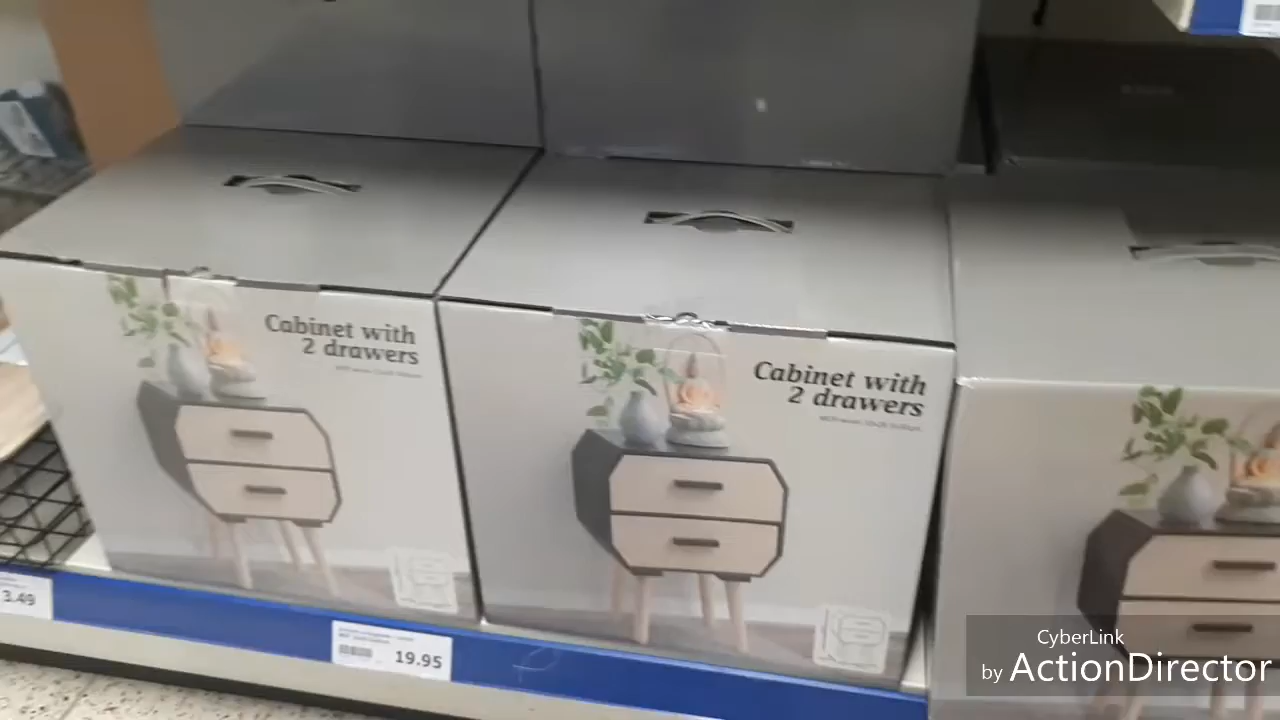 Cabinet with
2 drawers
Cabinet with
2 drawers
3.49
19.95
CyberLink
by ActionDirector